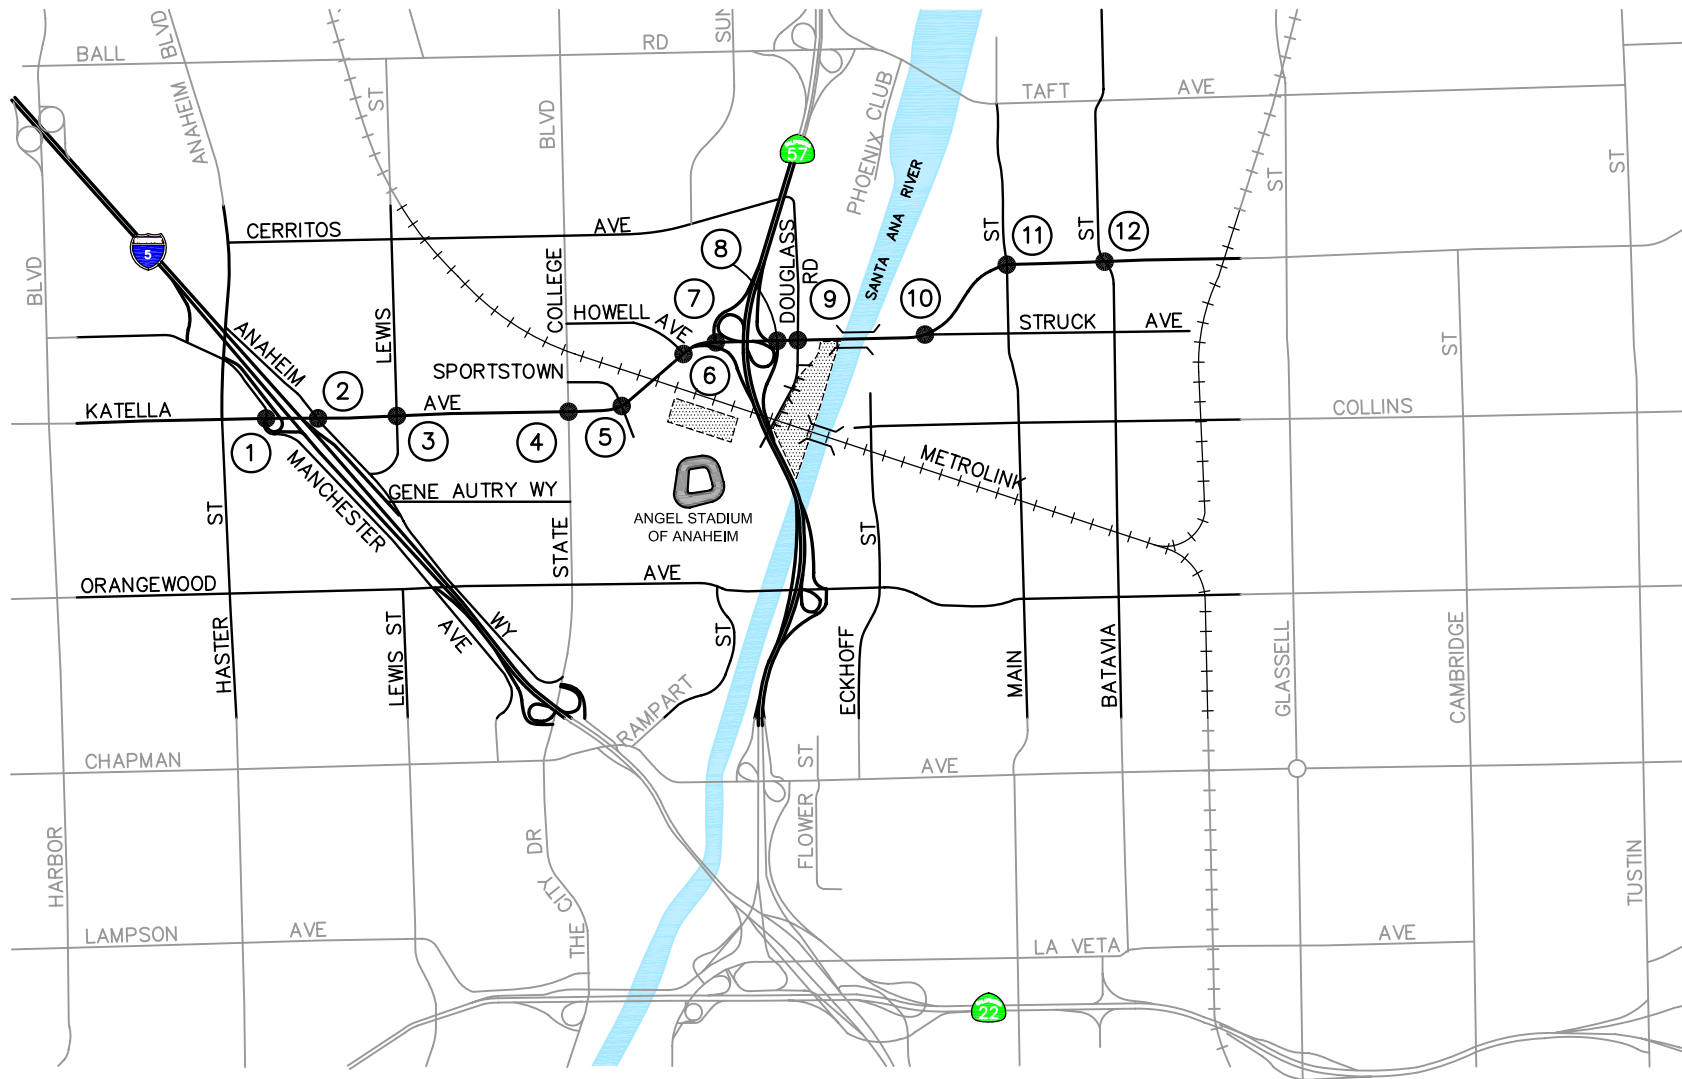 BALL
RD
SUN
ANAHEIM BLVD
ST
BLVD
57
PHOENIX CLUB
TAFT
AVE
ST
ST
SANTA ANA RIVER
CERRITOS
AVE
5
BLVD
LEWIS
COLLEGE
8
DOUGLASS
RD
ST
11
ST
12
HOWELL
AVE
7
9
10
STRUCK
AVE
ANAHEIM
SPORTSTOWN
6
ST
KATELLA
2
AVE
COLLINS
1
3
4
5
MANCHESTER
METROLINK
GENE AUTRY WY
ST
ANGEL STADIUM
OF ANAHEIM
STATE
ST
ORANGEWOOD
AVE
HASTER
LEWIS ST
AVE
WY
ST
ECKHOFF
MAIN
BATAVIA
GLASSELL
CAMBRIDGE
RAMPART
CHAPMAN
ST
AVE
HARBOR
DR
FLOWER
TUSTIN
THE CITY
LAMPSON
AVE
LA VETA
AVE
22